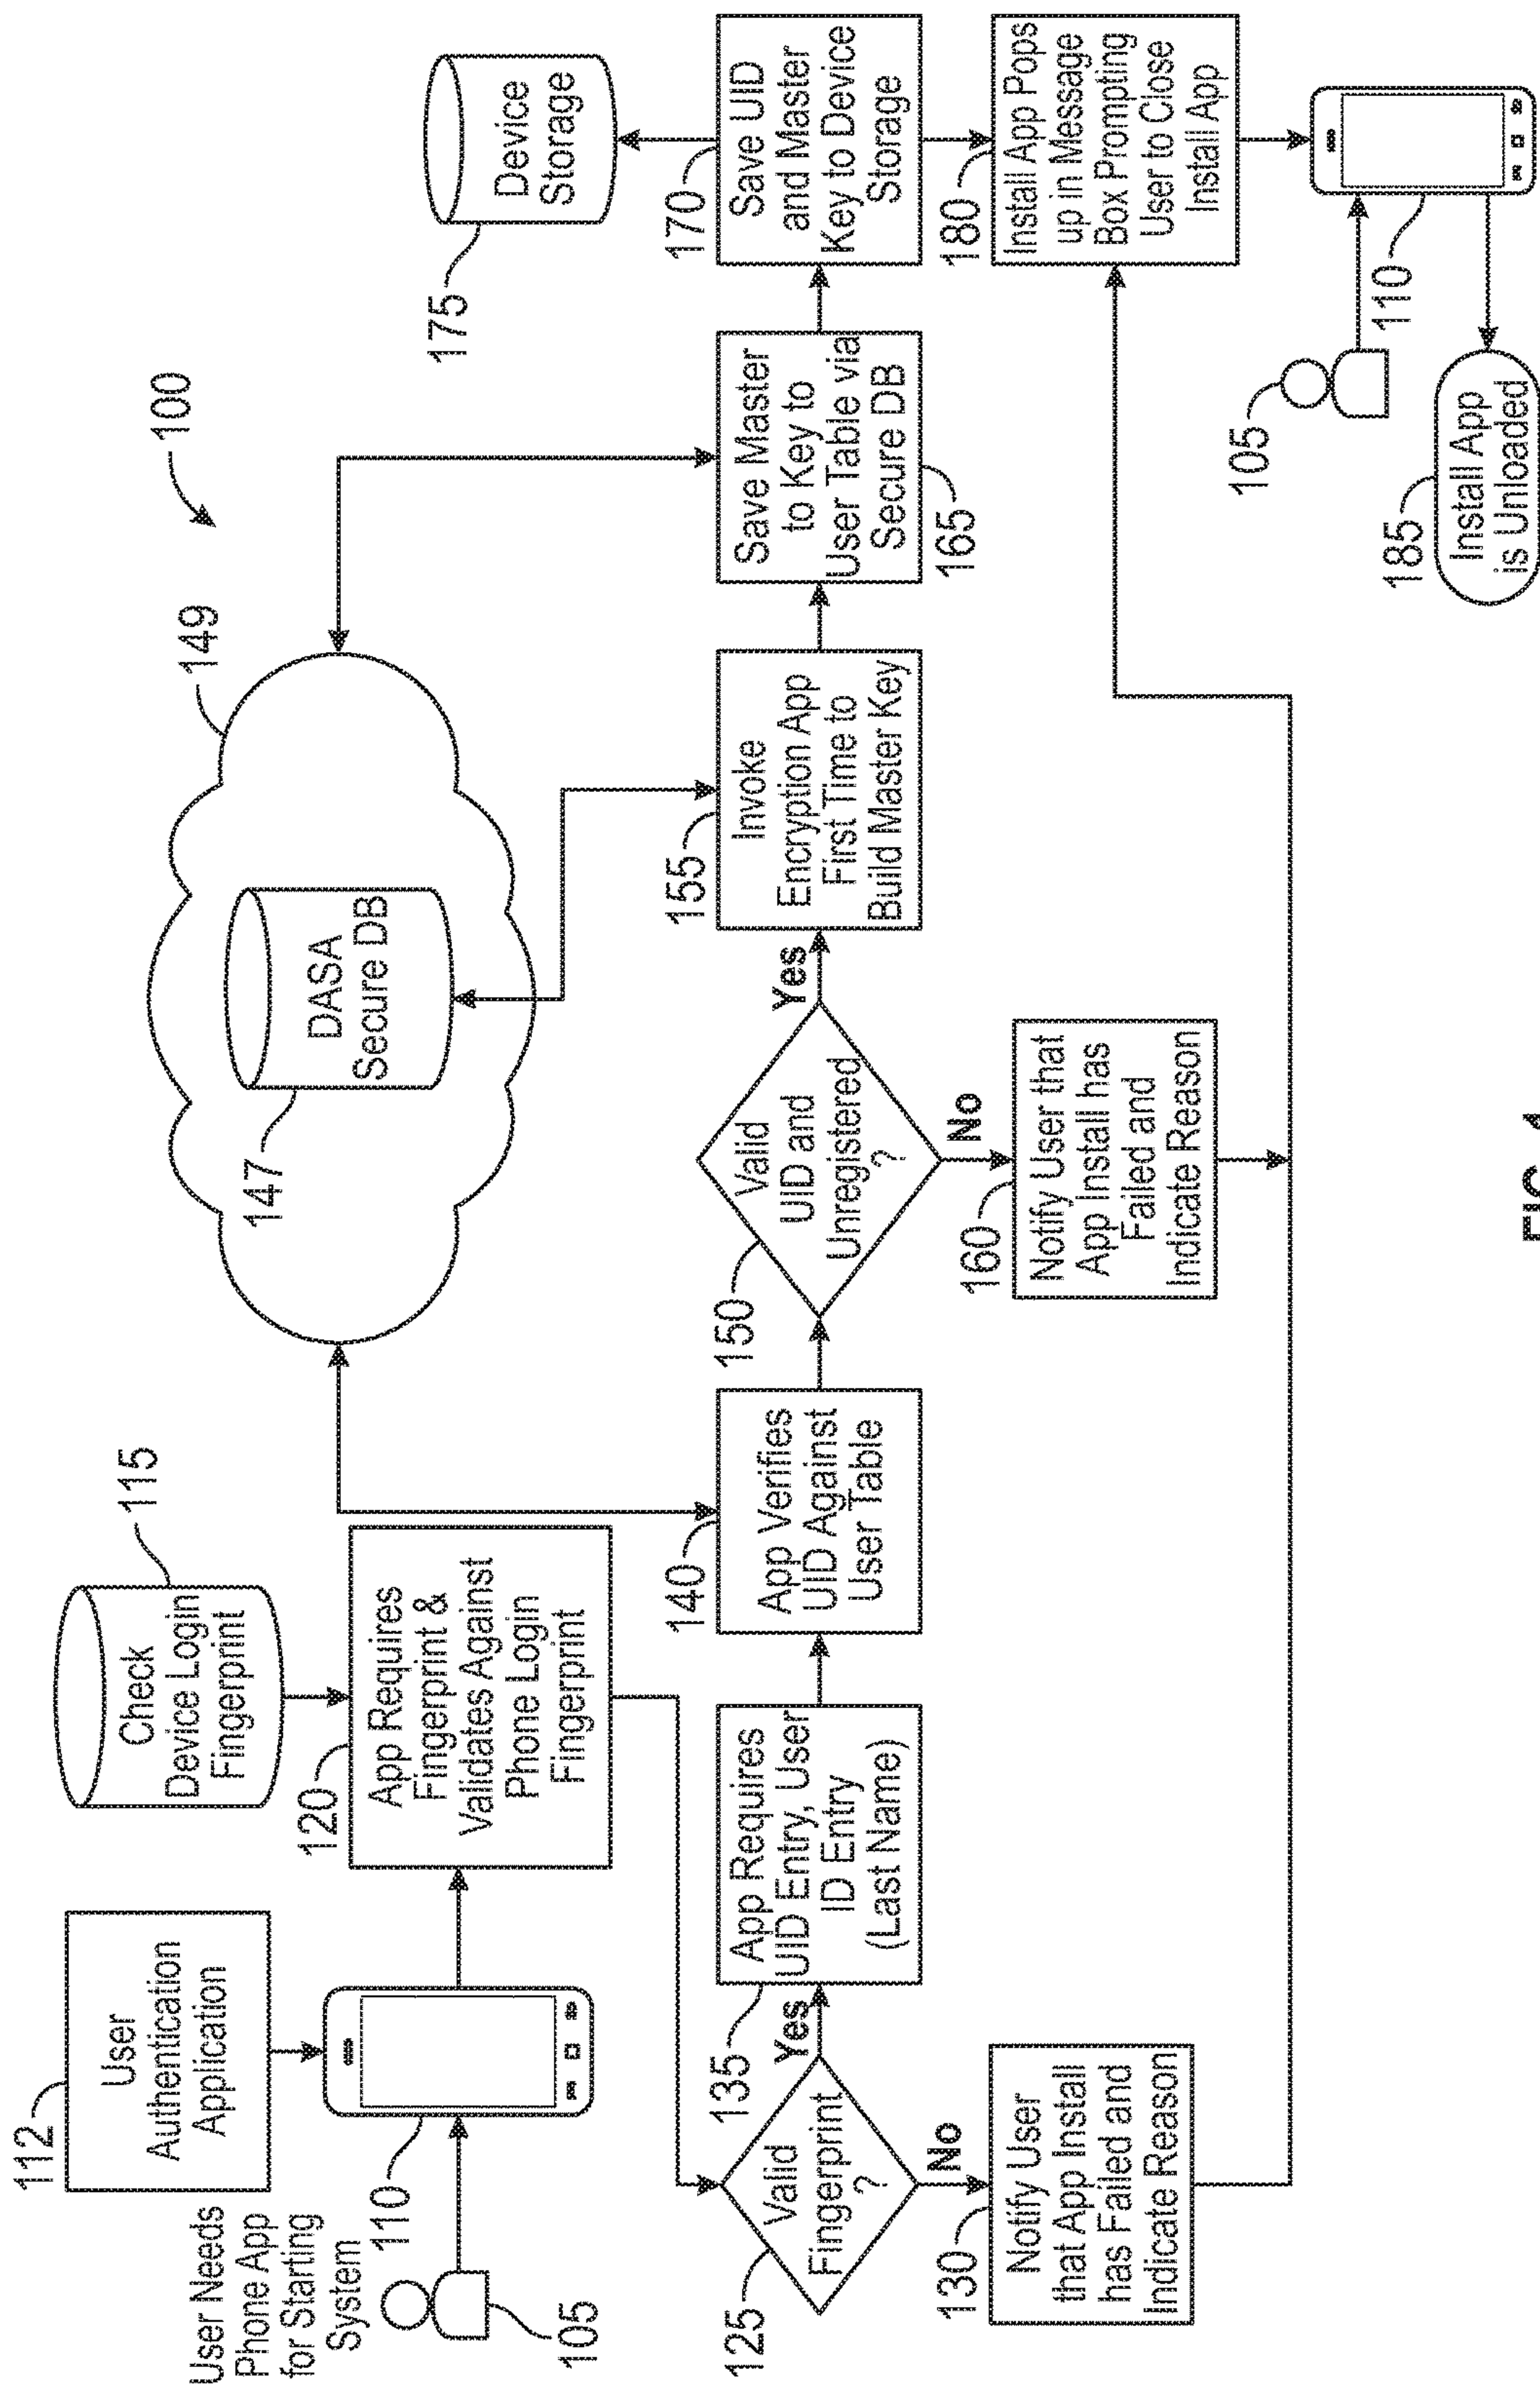 100
112
User
Authentication
Application
User Needs
Phone App
for Starting
System
110
105
115
Check
Device Login
Fingerprint
120
App Requires
Fingerprint &
Validates Against
Phone Login
Fingerprint
125
Valid
Fingerprint
?
Yes
No
130
Notify User
that App Install
has Failed and
Indicate Reason
135
App Requires
UID Entry, User
ID Entry
(Last Name)
140
App Verifies
UID Against
User Table
147
DASA
Secure DB
149
150
Valid
UID and
Unregistered
?
Yes
No
160
Notify User that
App Install has
Failed and
Indicate Reason
155
Invoke
Encryption App
First Time to
Build Master Key
Save Master
to Key to
User Table via
Secure DB
165
170
Save UID
and Master
Key to Device
Storage
175
Device
Storage
180
Install App Pops
up in Message
Box Prompting
User to Close
Install App
105
110
185
Install App
is Unloaded